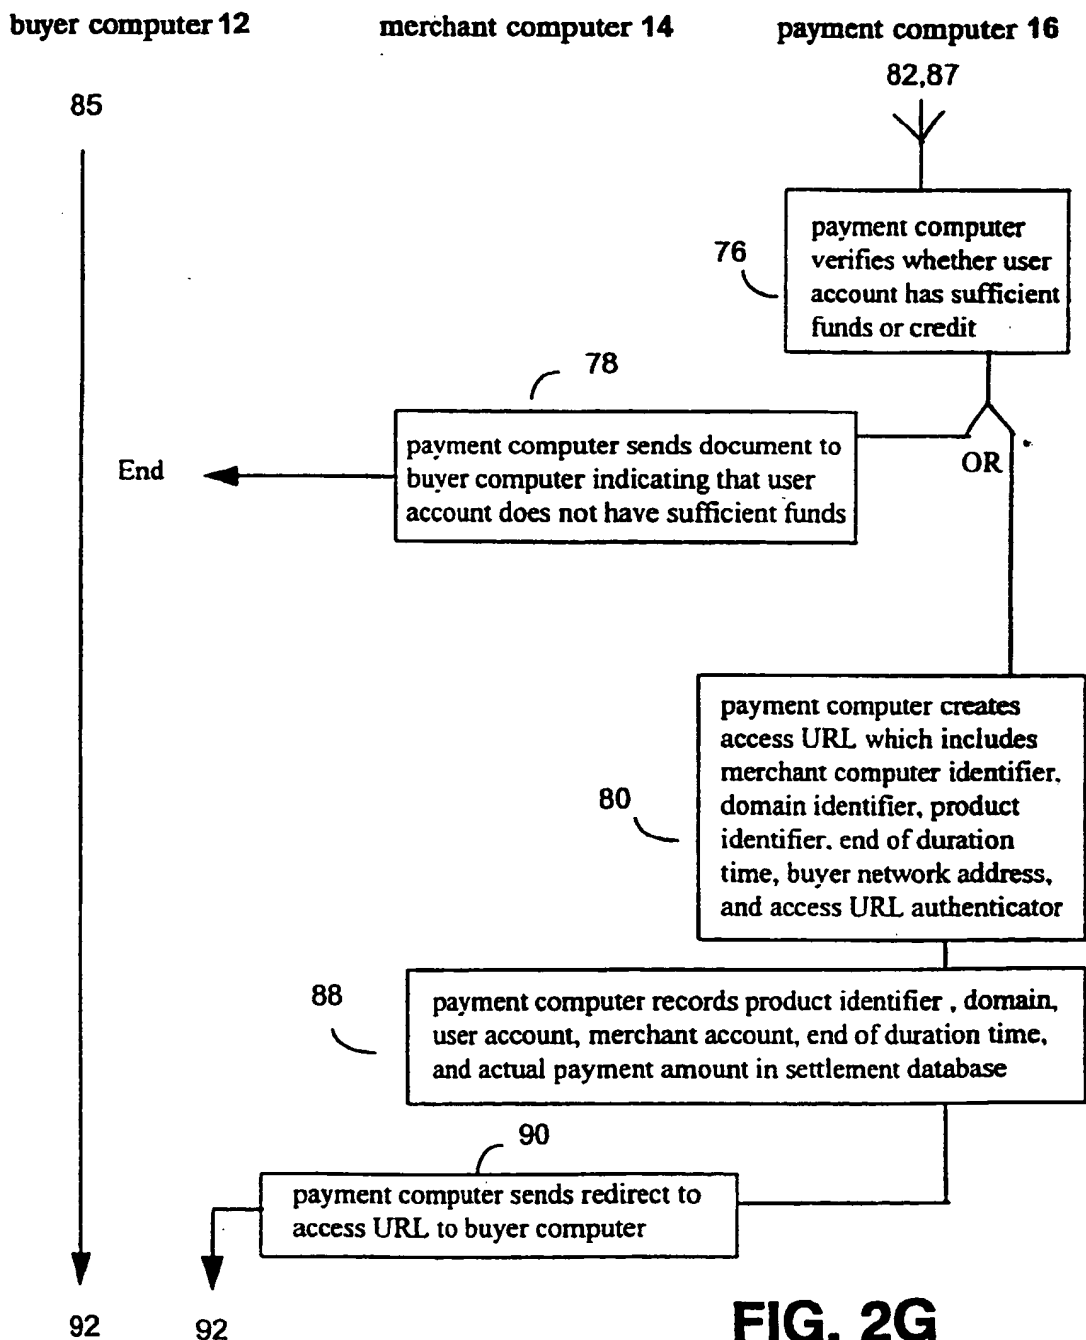 buyer computer 12
merchant computer 14
payment computer 16
82,87
85
payment computer
verifies whether user
account has sufficient
funds or credit
76
78
payment computer sends document to
buyer computer indicating that user
account does not have sufficient funds
OR
End
payment computer creates
access URL which includes
merchant computer identifier,
domain identifier, product
identifier, end of duration
time, buyer network address,
and access URL authenticator
80
88
payment computer records product identifier , domain,
user account, merchant account, end of duration time,
and actual payment amount in settlement database
90
payment computer sends redirect to
access URL to buyer computer
92
92
FIG. 2G